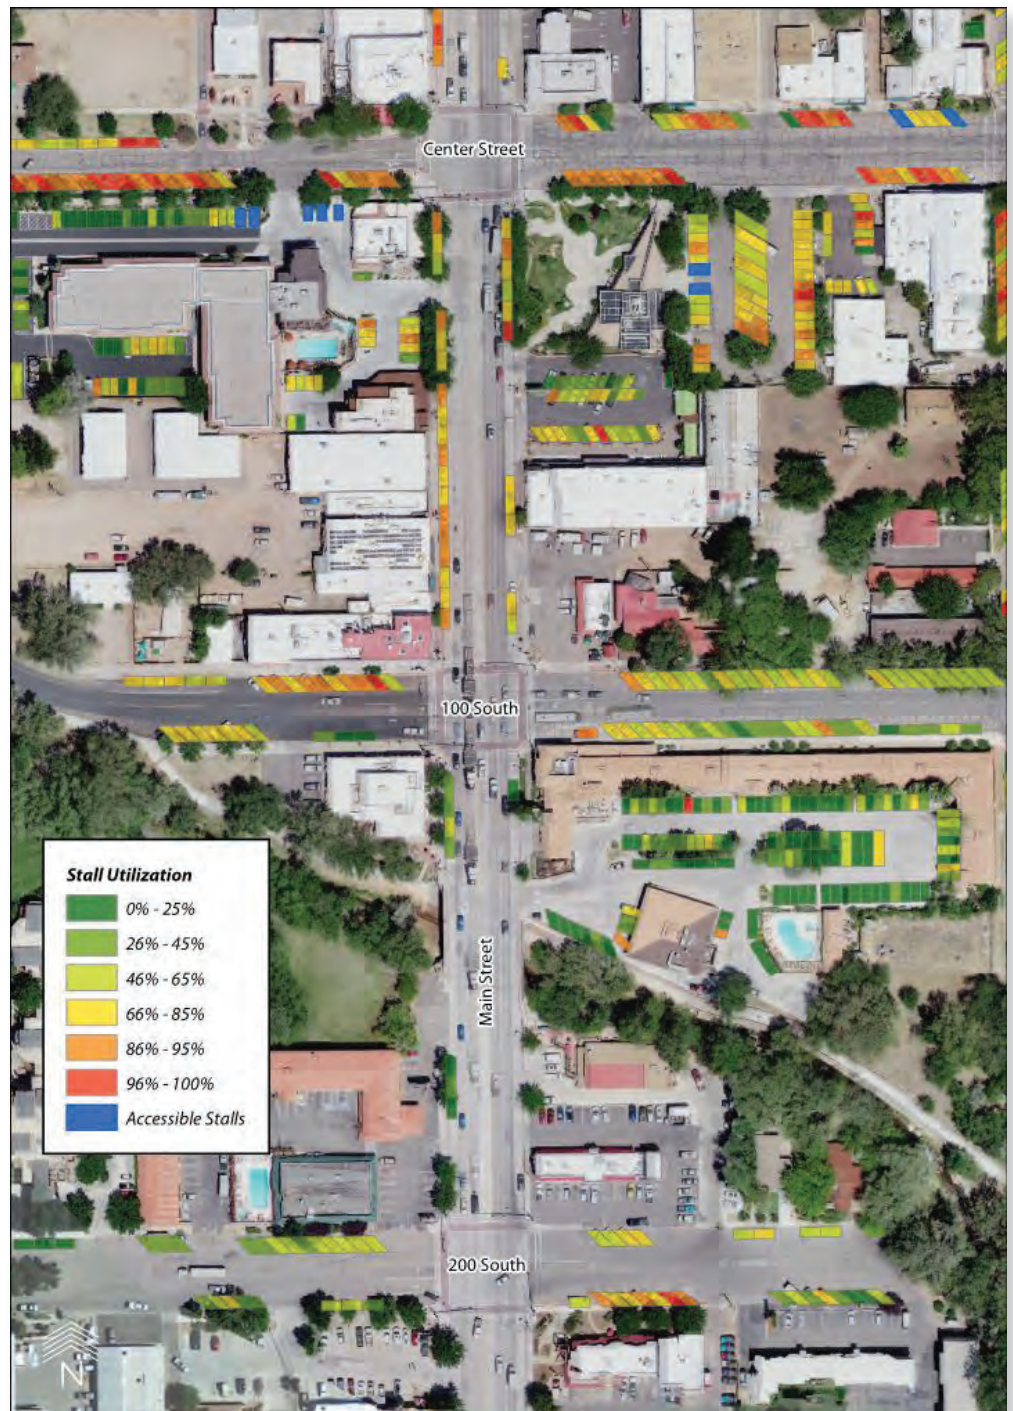 Center Street
100 South
Stall Utilization
0% - 25%
26% - 45%
46% - 65%
66% - 85%
86% - 95%
96% - 100%
Accessible Stalls
Main Street
200 South
N